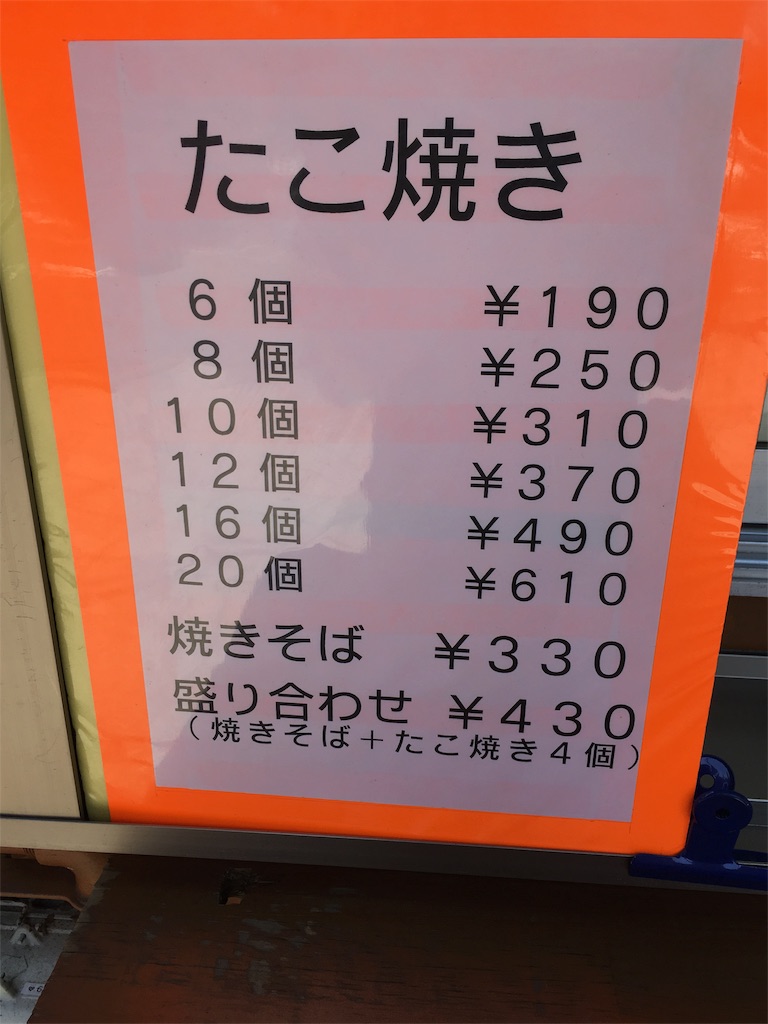 たこ焼き
6個 ¥190
8個 ¥250
10個 ¥310
12個 ¥370
16個 ¥490
20個 ¥610
焼きそば ¥330
盛り合わせ ¥430
（焼きそば＋たこ焼き4個）